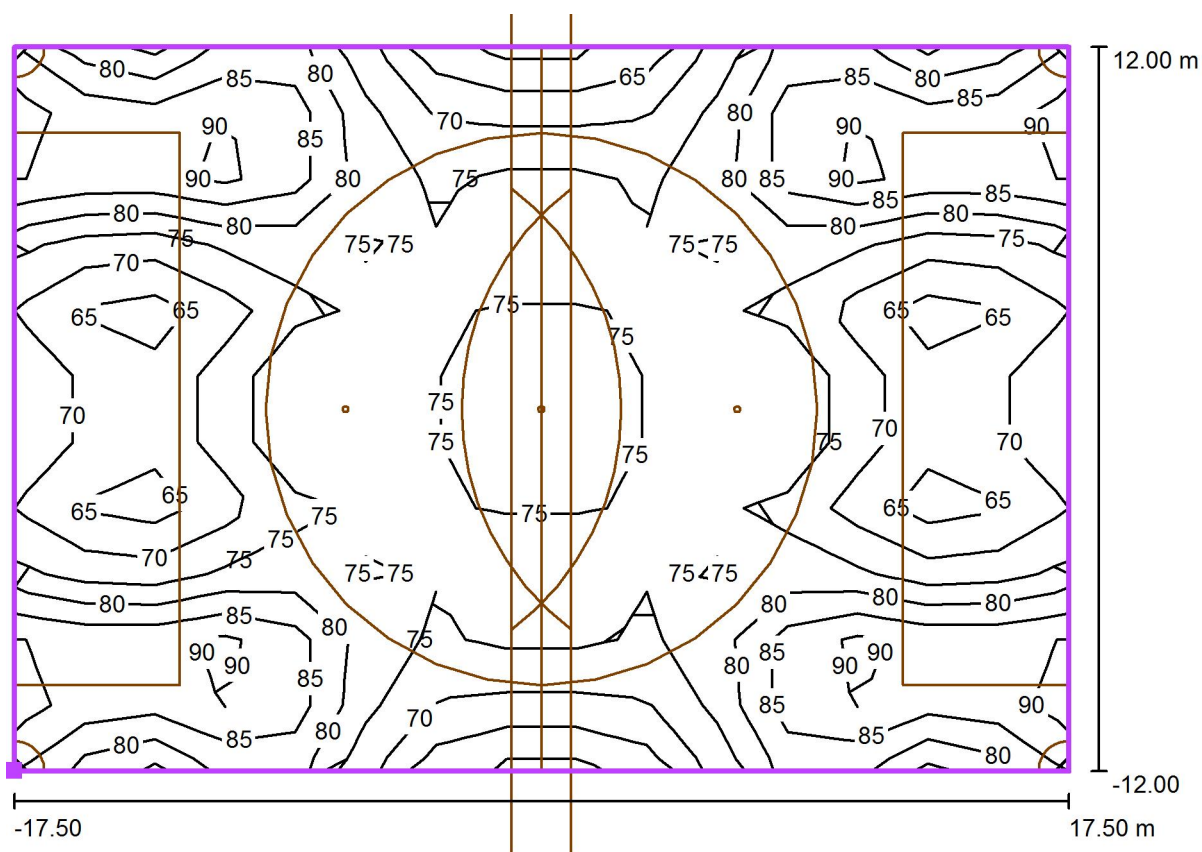 12.00 m
80 85 80 65 85 80 85
90 85 70 80 90 90
90 80 75 80 85 90 85 85
80 80 80 80
75 75 75 75 75 75
70
65 65 75 65 65
75
75
70 75 75 75 70 70
65 65 75 75 65 65
75
70 75
75 75 75 75
80 85 80 80 80 80
75
90 90 85 80 85 90 90
70 85 90
80 85 80 85 80
-12.00
-17.50 17.50 m